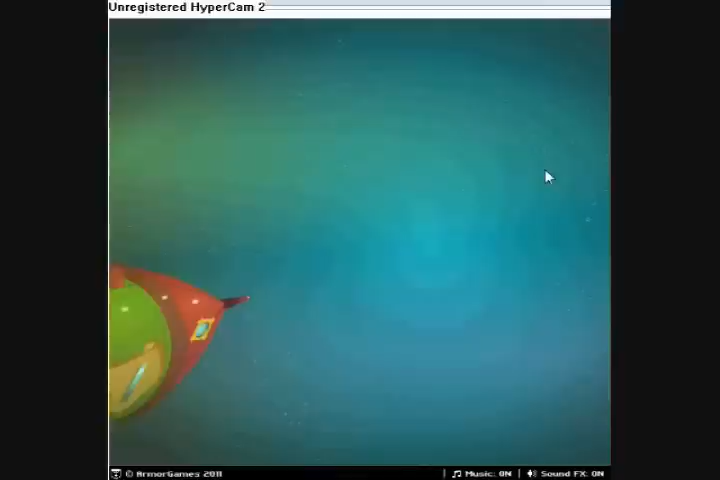 Unregistered HyperCam 2
© ArmorGames 2011
Music: ON
Sound FX: ON